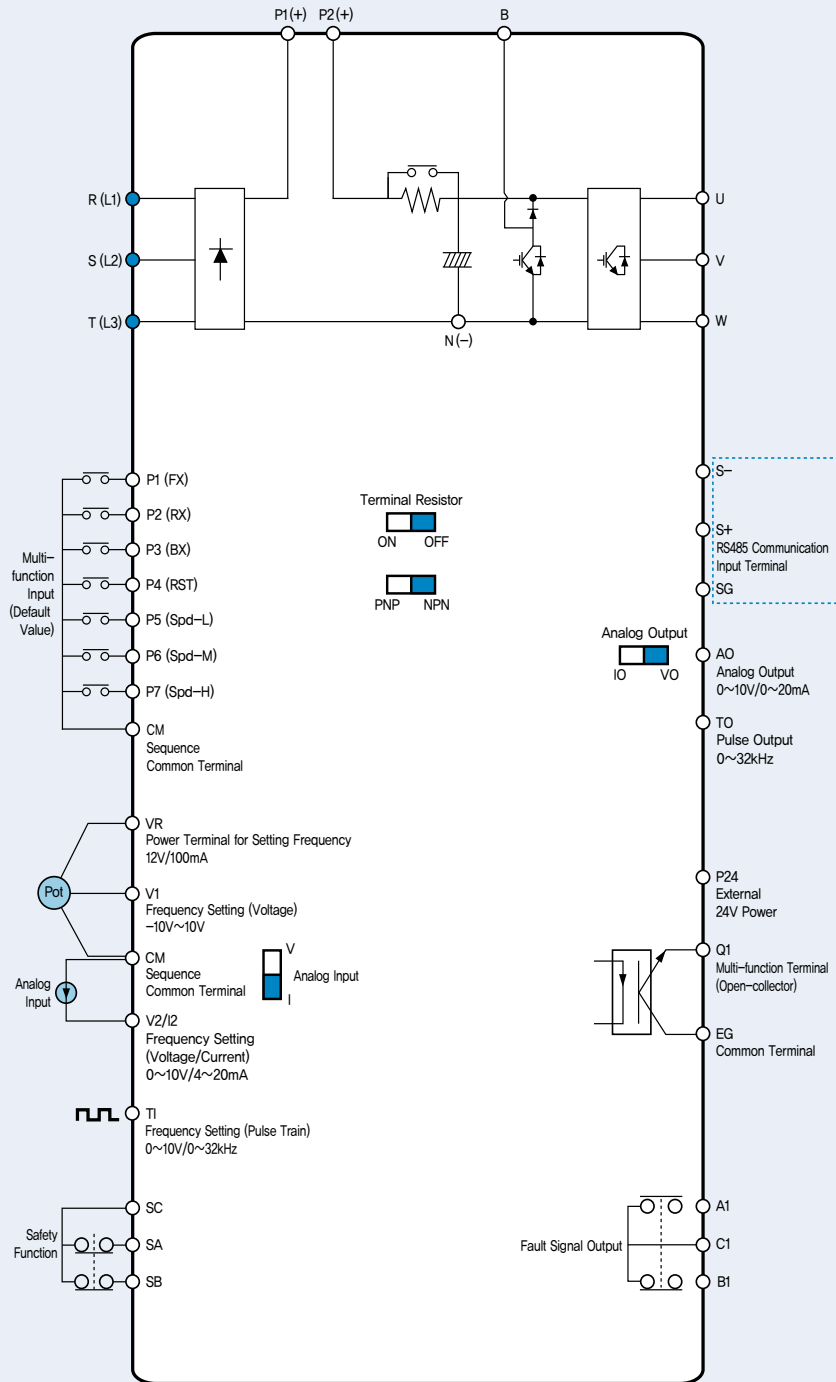 P1(+) P2(+) B
R (L1)
S (L2)
T (L3)
U
V
W
N(−)
Multi−
function
Input
(Default
Value)
P1 (FX)
P2 (RX)
P3 (BX)
P4 (RST)
P5 (Spd−L)
P6 (Spd−M)
P7 (Spd−H)
CM
Sequence
Common Terminal
Terminal Resistor
ON OFF
PNP NPN
S−
S+
RS485 Communication
Input Terminal
SG
Analog Output
IO VO
AO
Analog Output
0~10V/0~20mA
TO
Pulse Output
0~32kHz
Pot
VR
Power Terminal for Setting Frequency
12V/100mA
V1
Frequency Setting (Voltage)
−10V~10V
CM
Sequence
Common Terminal
V
Analog Input
I
Analog
Input
V2/I2
Frequency Setting
(Voltage/Current)
0~10V/4~20mA
TI
Frequency Setting (Pulse Train)
0~10V/0~32kHz
P24
External
24V Power
Q1
Multi−function Terminal
(Open−collector)
EG
Common Terminal
Safety
Function
SC
SA
SB
Fault Signal Output
A1
C1
B1